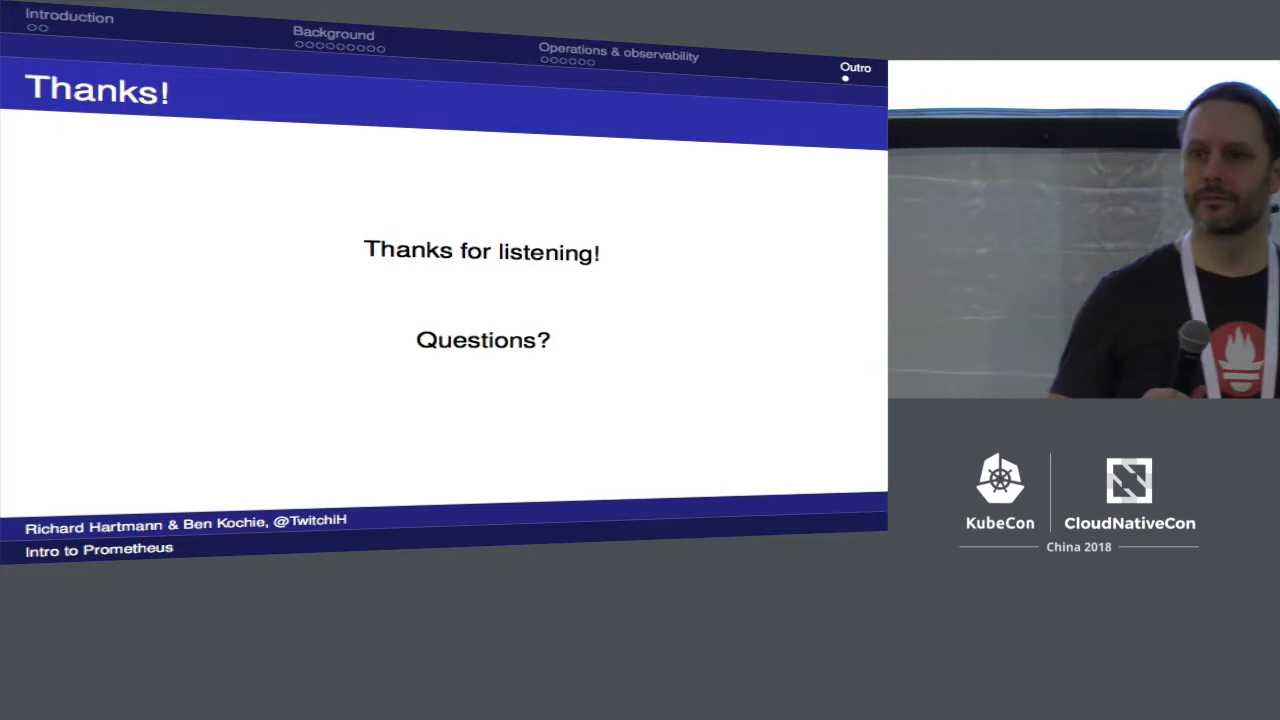 Introduction
Background
Operations & observability
Outro
Thanks!
Thanks for listening!
Questions?
Richard Hartmann & Ben Kochie, @TwitchiH
Intro to Prometheus
KubeCon
CloudNativeCon
China 2018